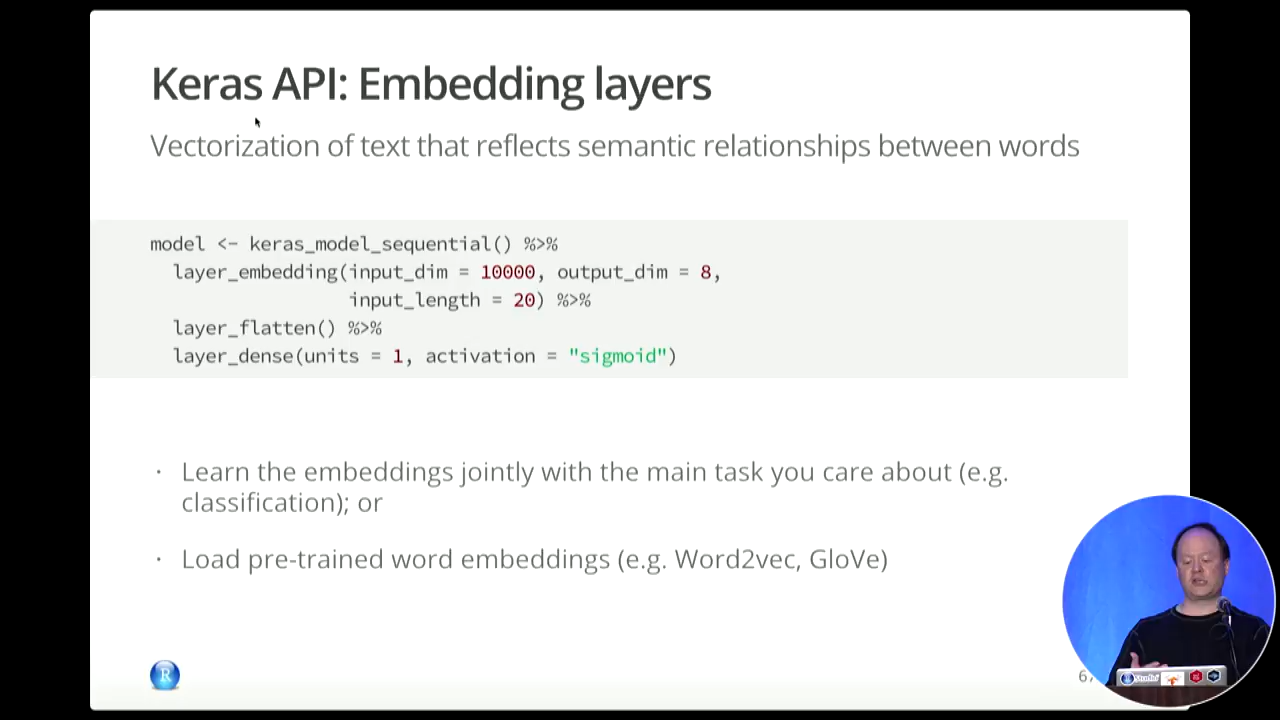 Keras API: Embedding layers
Vectorization of text that reflects semantic relationships between words
model <- keras_model_sequential() %>%
layer_embedding(input_dim = 10000, output_dim = 8,
input_length = 20) %>%
layer_flatten() %>%
layer_dense(units = 1, activation = "sigmoid")
· Learn the embeddings jointly with the main task you care about (e.g.
classification); or
· Load pre-trained word embeddings (e.g. Word2vec, GloVe)
R
R Studio